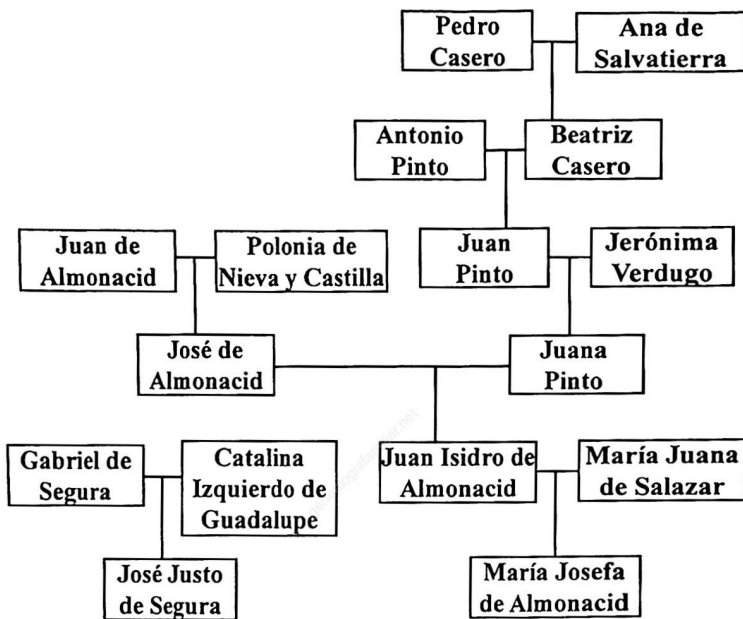 Pedro
Casero
Ana de
Salvatierra
Antonio
Pinto
Beatriz
Casero
Juan de
Almonacid
Polonia de
Nieva y Castilla
Juan
Pinto
Jerónima
Verdugo
José de
Almonacid
Juana
Pinto
Gabriel de
Segura
Catalina
Izquierdo de
Guadalupe
Juan Isidro de
Almonacid
María Juana
de Salazar
José Justo
de Segura
María Josefa
de Almonacid